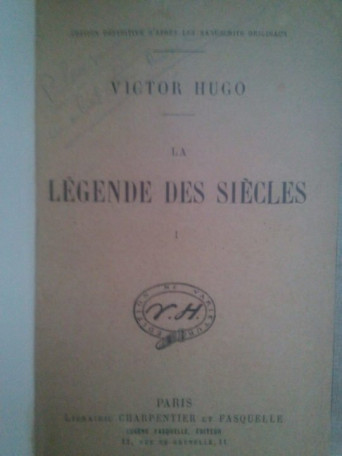 ÉDITION DÉFINITIVE D'APRÈS LES MANUSCRITS ORIGINAUX
VICTOR HUGO
LA
LÉGENDE DES SIÈCLES
I
V.H.
PARIS
LIBRAIRIE CHARPENTIER ET FASQUELLE
EUGÈNE FASQUELLE, ÉDITEUR
11, RUE DE GRENELLE, 11